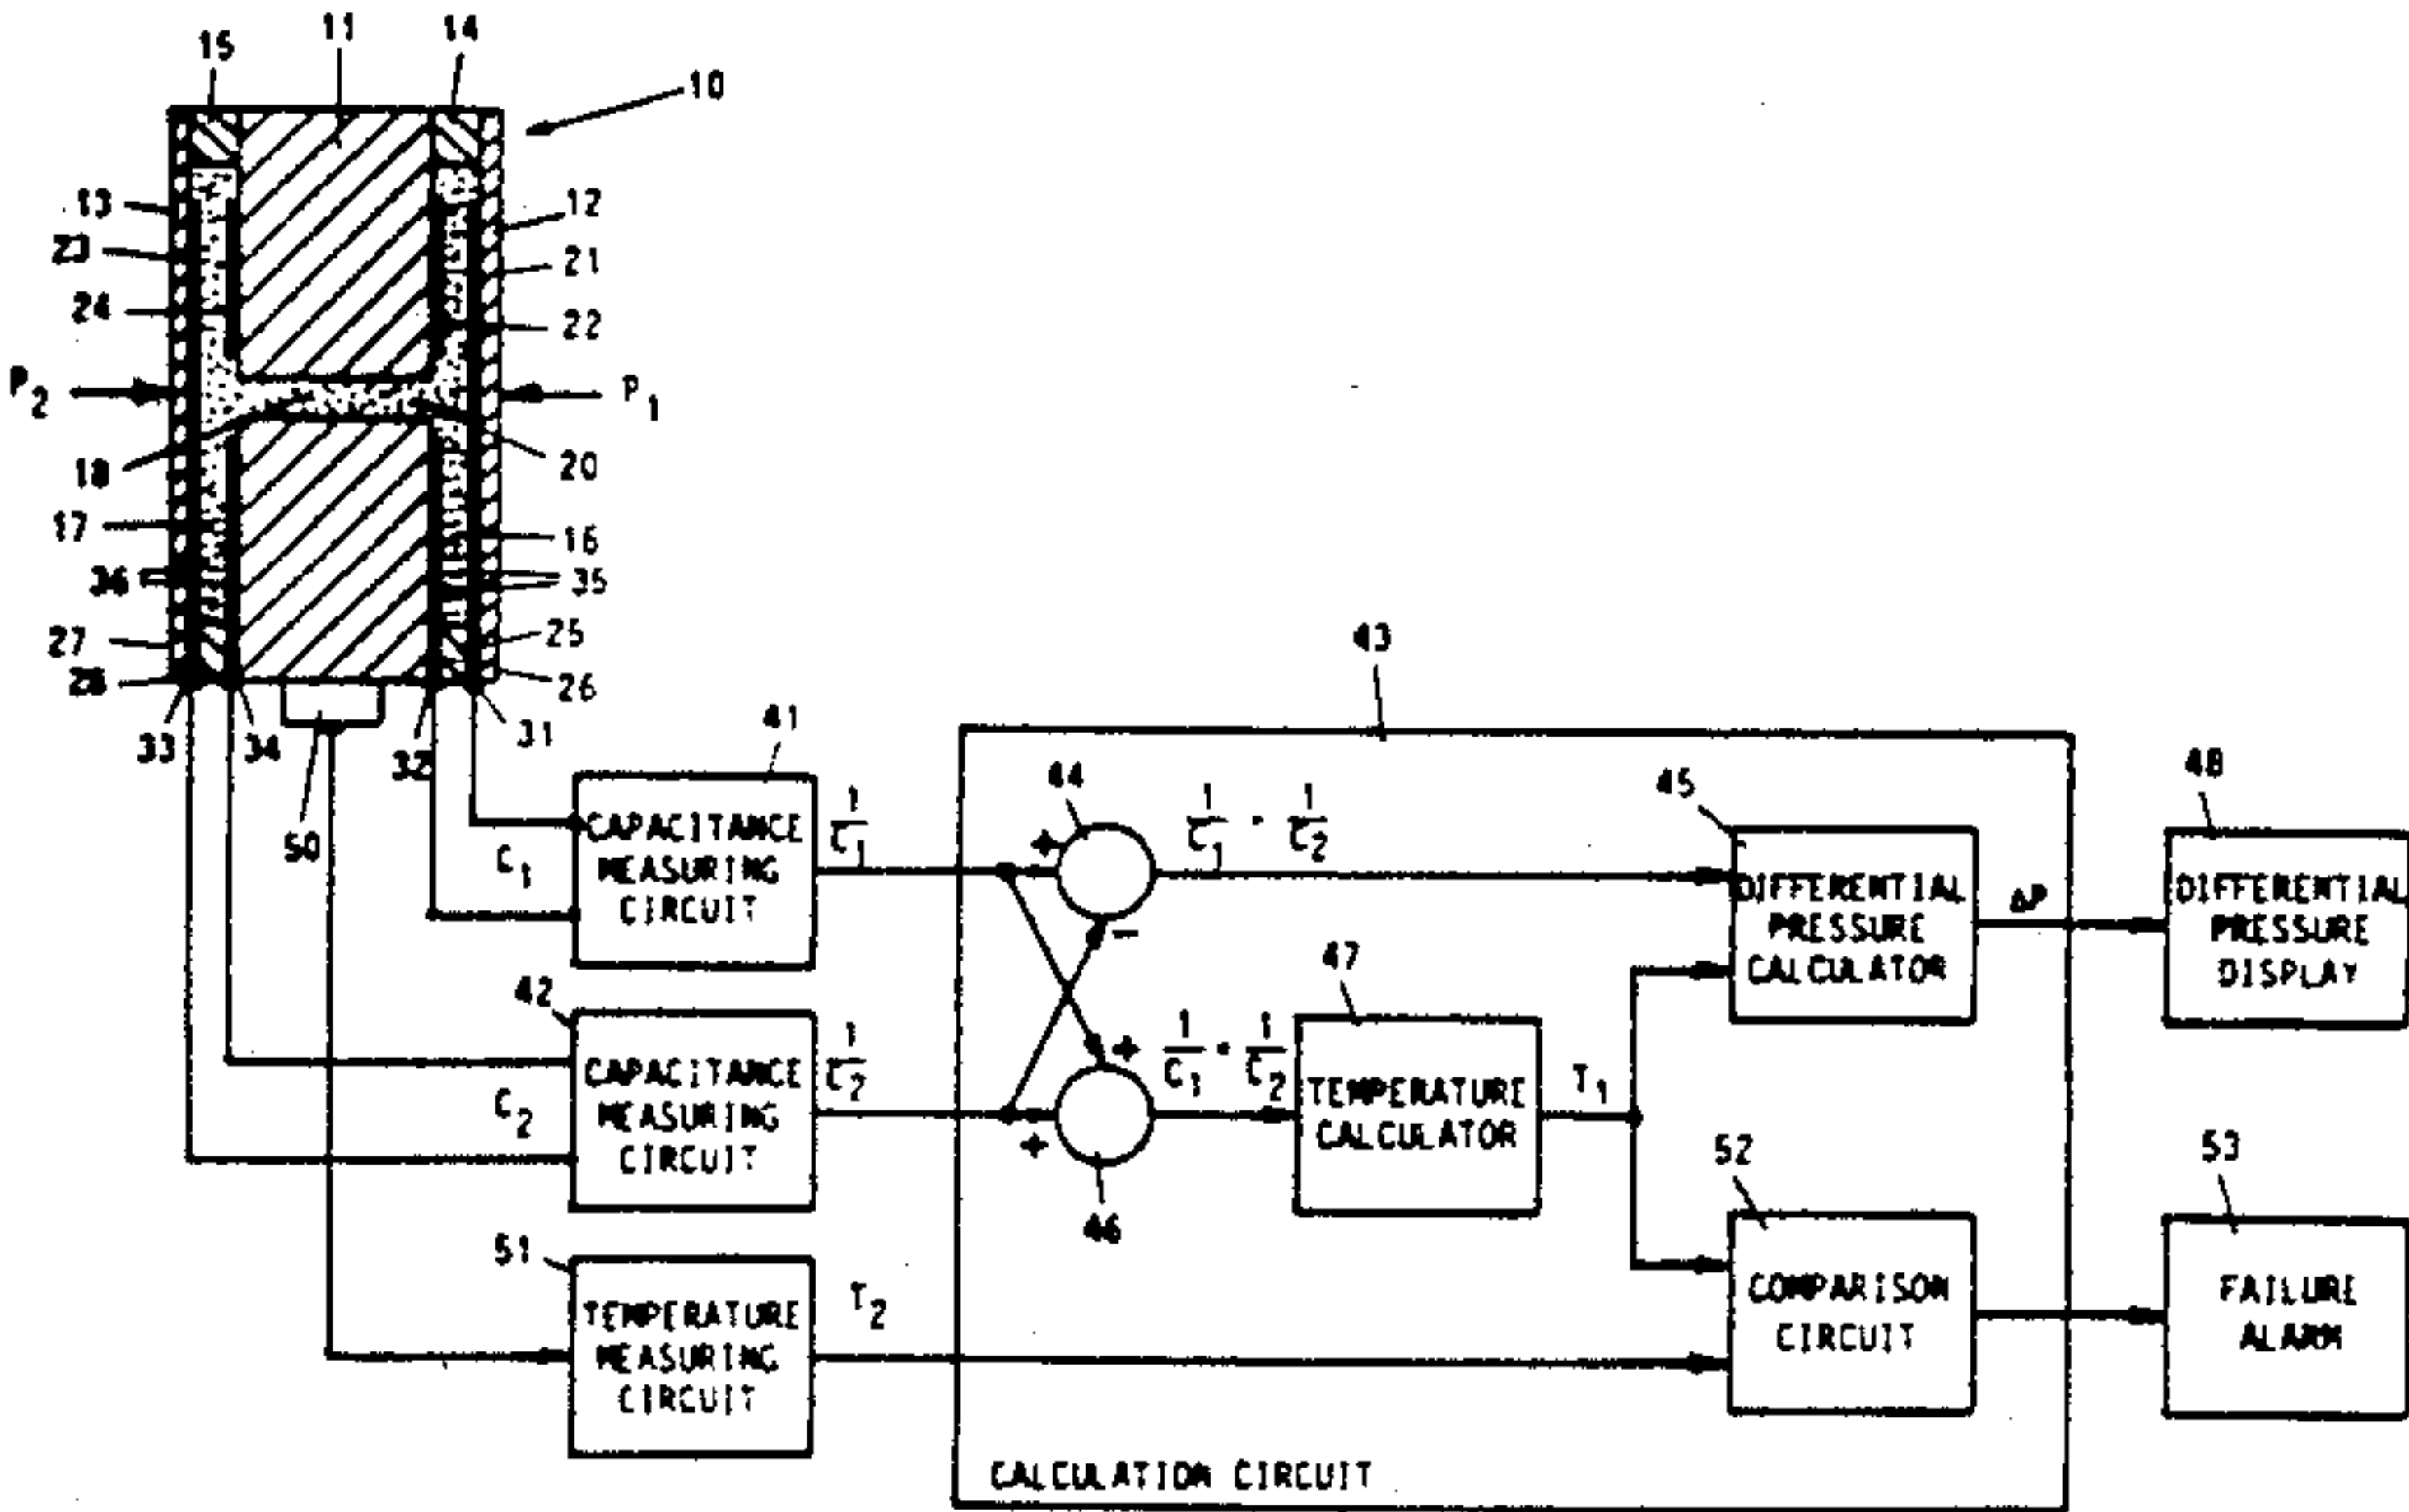 15
11
14
10
13
12
23
21
24
22
P2
P1
18
20
17
16
36
35
27
25
28
26
33
34
50
32
31
41
43
44
45
48
CAPACITANCE
MEASURING
CIRCUIT
C1
1/C1
+
-
1/C1 - 1/C2
DIFFERENTIAL
PRESSURE
CALCULATOR
ΔP
DIFFERENTIAL
PRESSURE
DISPLAY
42
47
CAPACITANCE
MEASURING
CIRCUIT
C2
1/C2
+
+
46
1/C1 + 1/C2
TEMPERATURE
CALCULATOR
T1
51
52
53
TEMPERATURE
MEASURING
CIRCUIT
T2
COMPARISON
CIRCUIT
FAILURE
ALARM
CALCULATION CIRCUIT